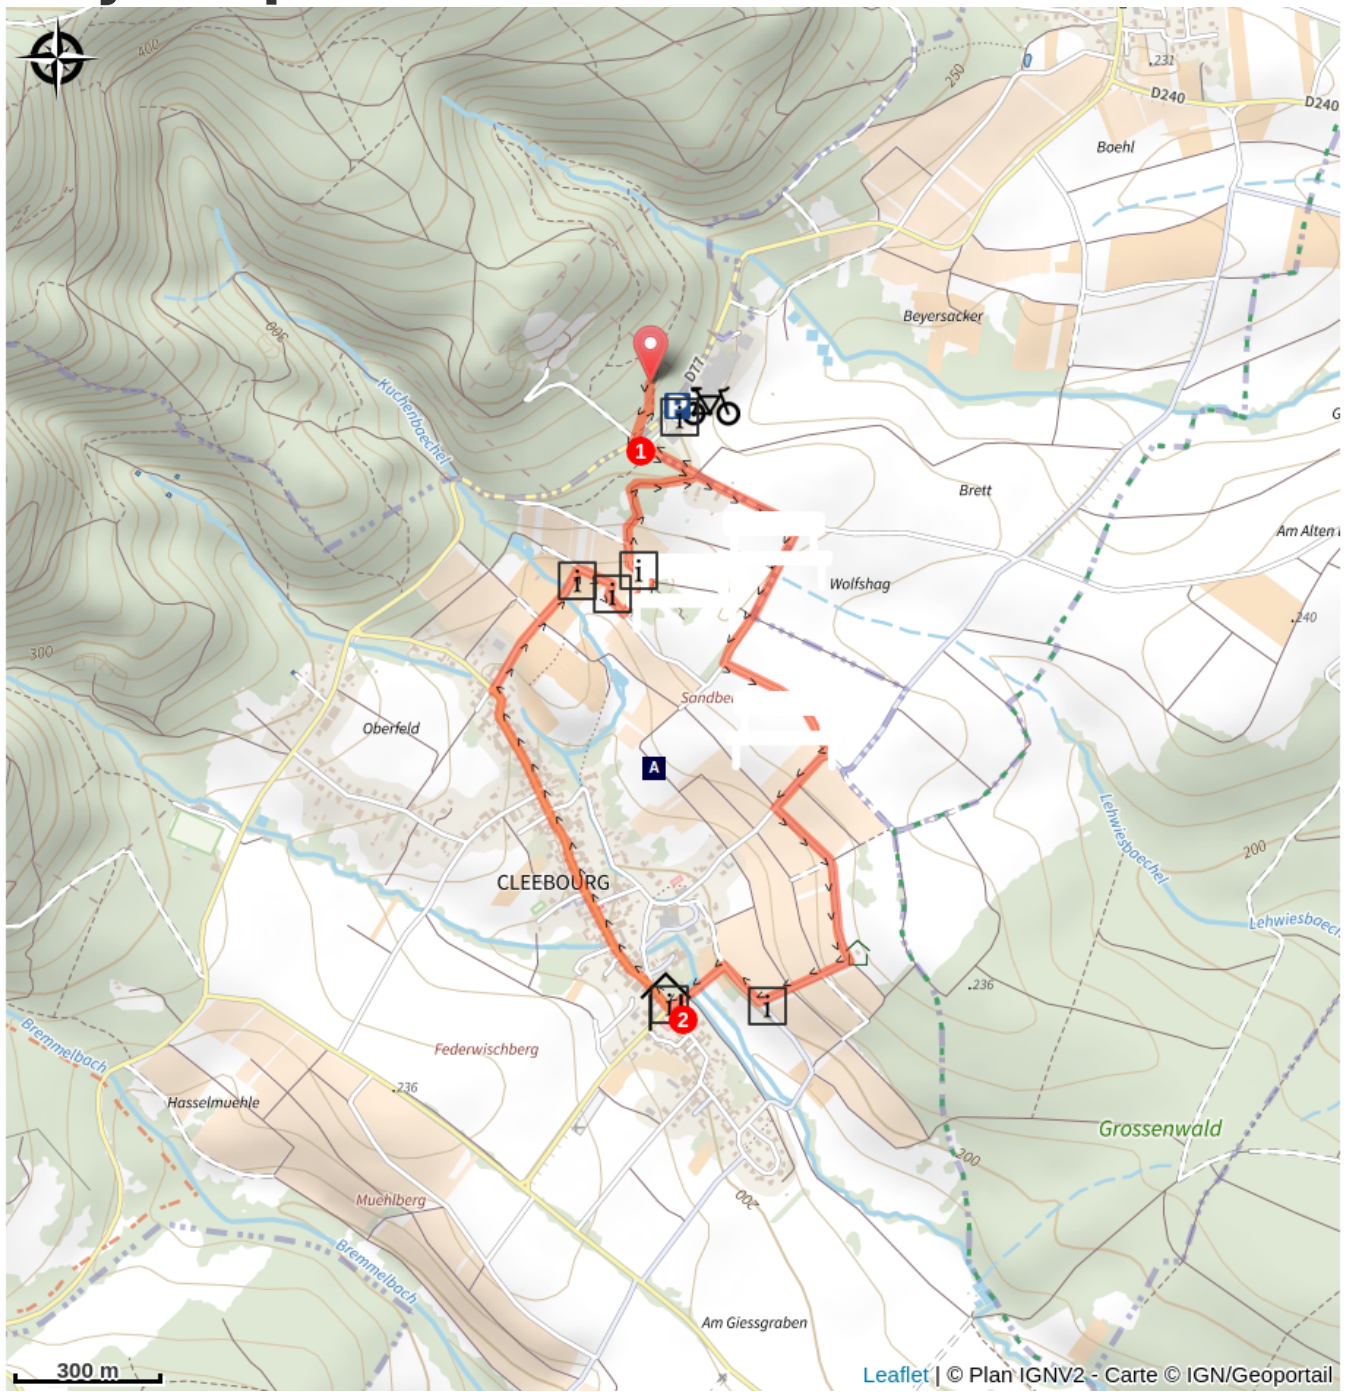 400
250
231
D240
D240
Boehl
300
Beyersacker
Kuchenbaechel
D77
P
i
1
Brett
Am Alten
i
i
i
Wolfshag
240
300
Sandbe
Oberfeld
A
Lehwiesbaechel
200
CLEEBOURG
Lehwiesbaech
i
i
236
2
Bremmelbach
Federwischberg
236
Hasselmuehle
Grossenwald
200
Muehlberg
200
Bremmelbach
Am Giessgraben
300 m
Leaflet | © Plan IGNV2 - Carte © IGN/Geoportail